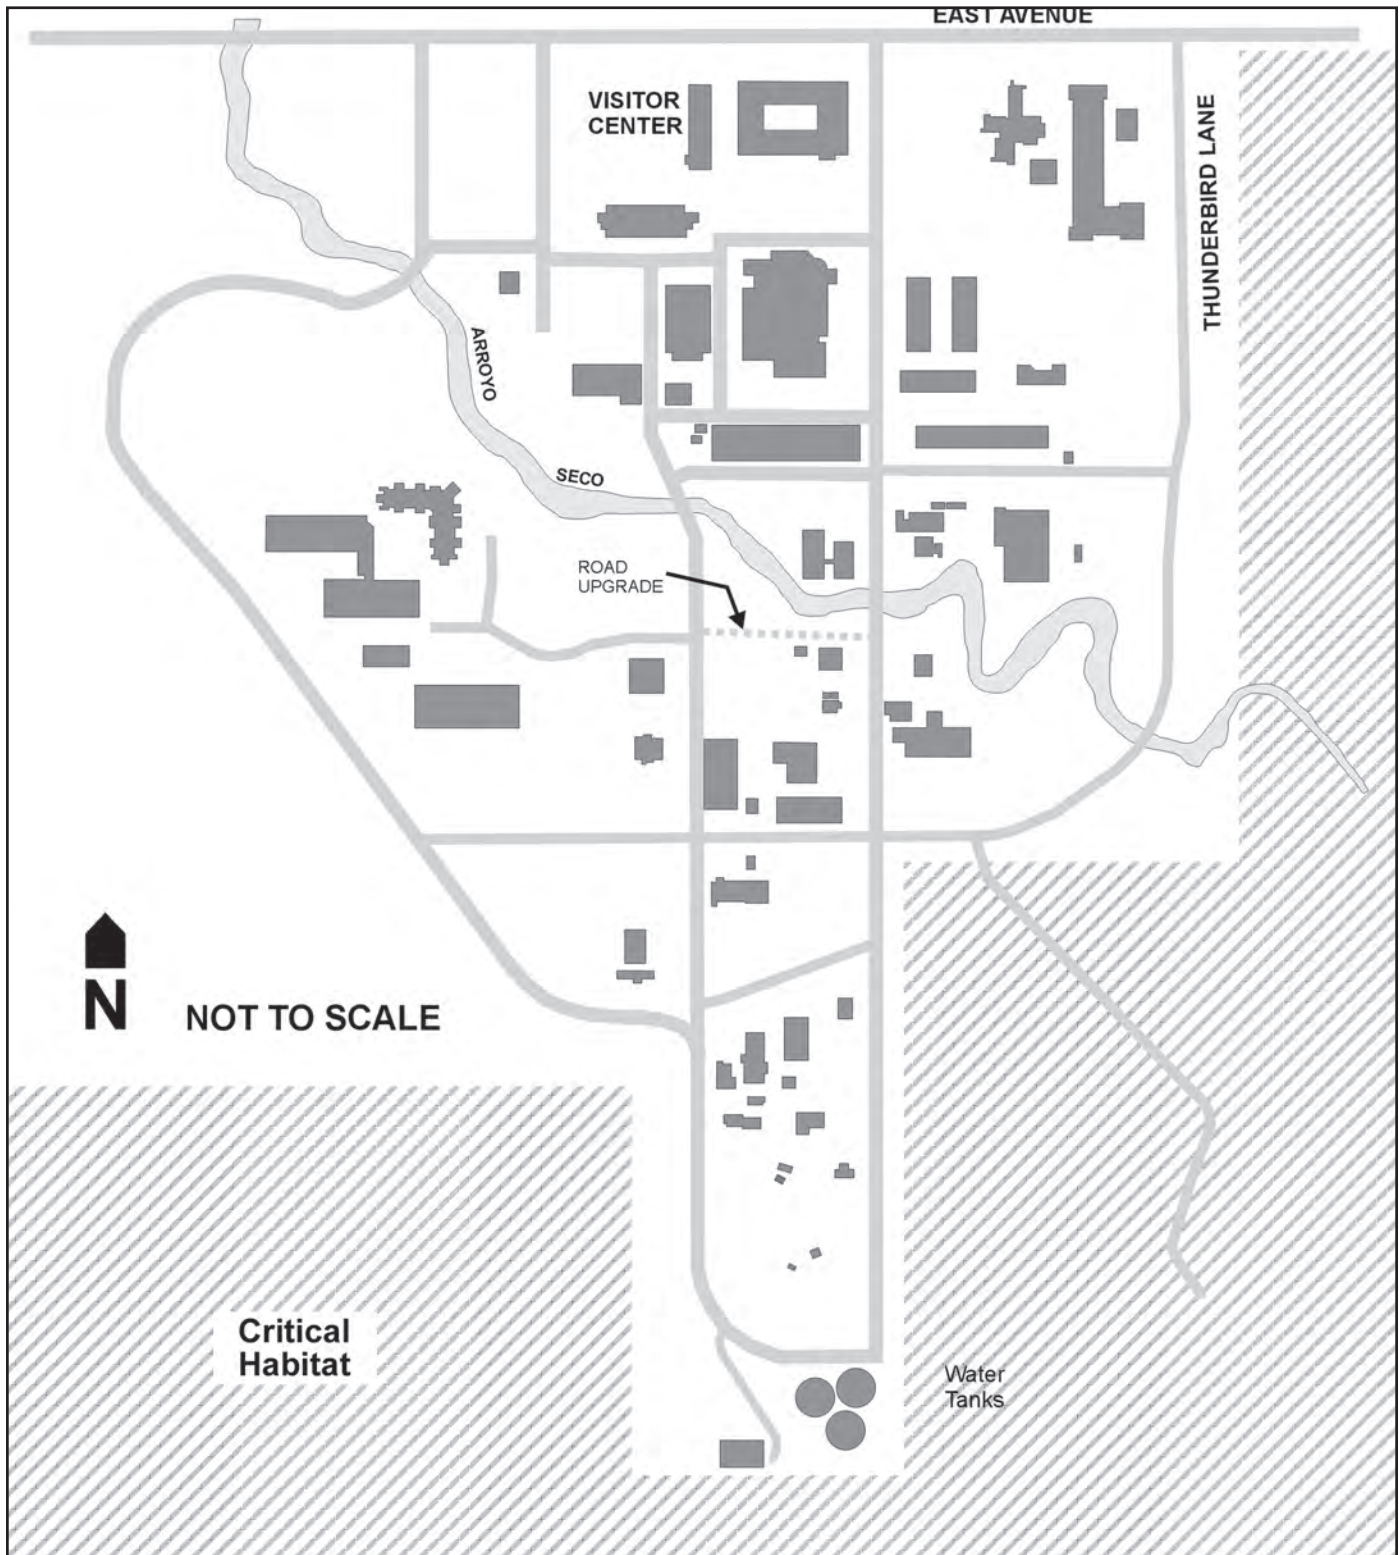 EAST AVENUE
VISITOR
CENTER
THUNDERBIRD LANE
ARROYO
SECO
ROAD
UPGRADE
N
NOT TO SCALE
Critical
Habitat
Water
Tanks